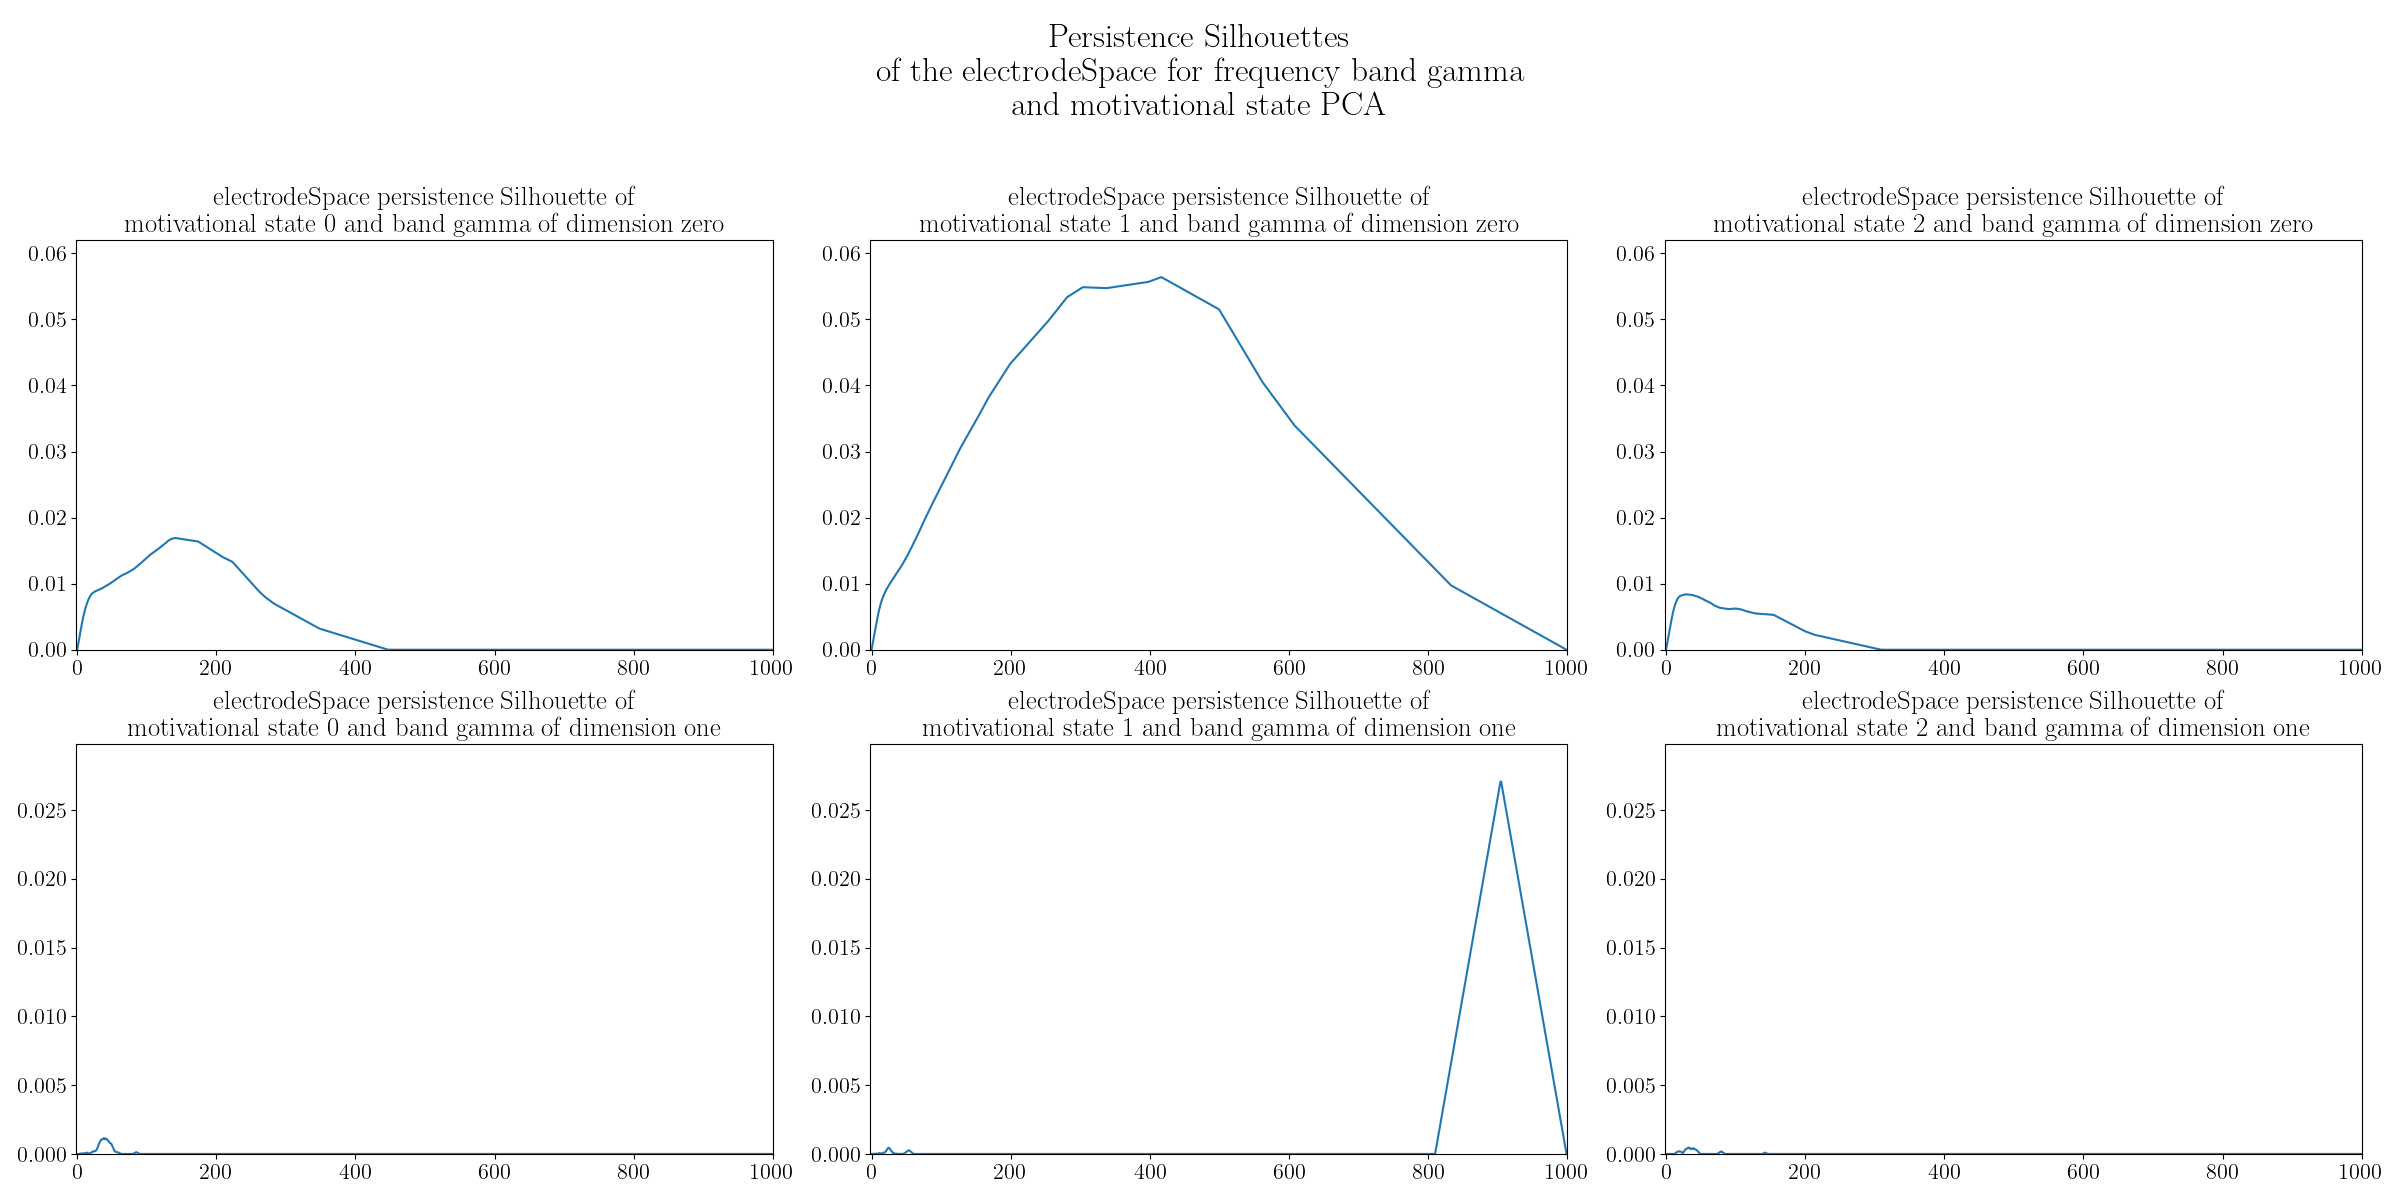 Persistence Silhouettes
of the electrodeSpace for frequency band gamma
and motivational state PCA
electrodeSpace persistence Silhouette of
motivational state 0 and band gamma of dimension zero
0.06
0.05
0.04
0.03
0.02
0.01
0.00
0 200 400 600 800 1000
electrodeSpace persistence Silhouette of
motivational state 1 and band gamma of dimension zero
0.06
0.05
0.04
0.03
0.02
0.01
0.00
0 200 400 600 800 1000
electrodeSpace persistence Silhouette of
motivational state 2 and band gamma of dimension zero
0.06
0.05
0.04
0.03
0.02
0.01
0.00
0 200 400 600 800 1000
electrodeSpace persistence Silhouette of
motivational state 0 and band gamma of dimension one
0.025
0.020
0.015
0.010
0.005
0.000
0 200 400 600 800 1000
electrodeSpace persistence Silhouette of
motivational state 1 and band gamma of dimension one
0.025
0.020
0.015
0.010
0.005
0.000
0 200 400 600 800 1000
electrodeSpace persistence Silhouette of
motivational state 2 and band gamma of dimension one
0.025
0.020
0.015
0.010
0.005
0.000
0 200 400 600 800 1000